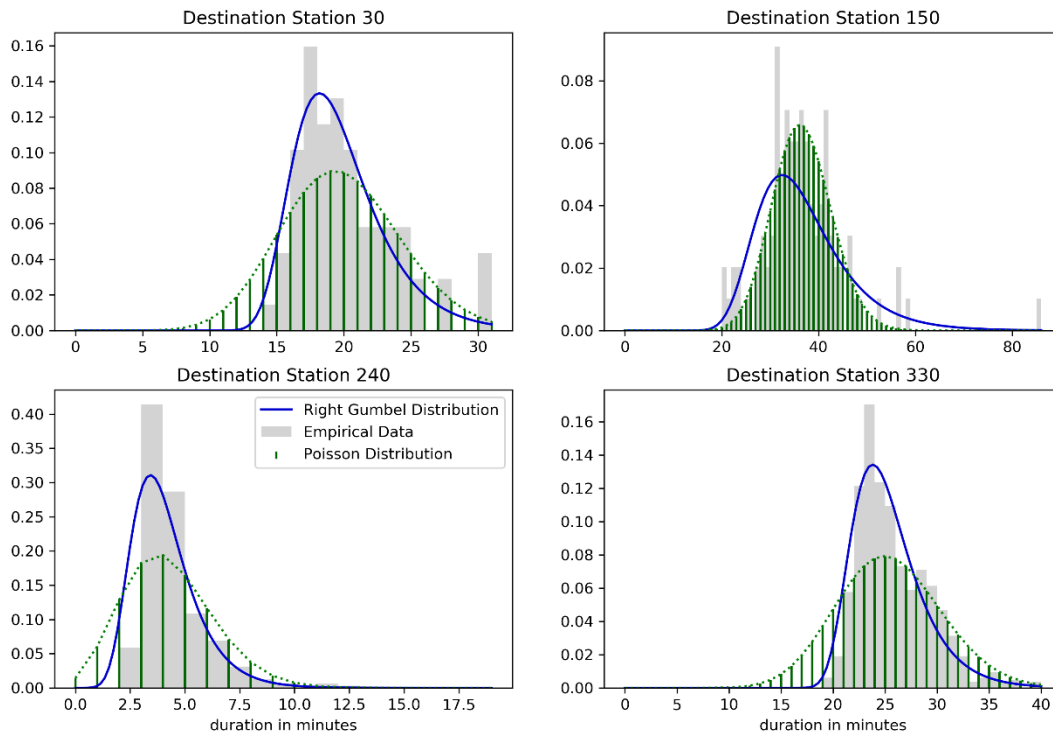 Destination Station 30
0.16
0.14
0.12
0.10
0.08
0.06
0.04
0.02
0.00
0 5 10 15 20 25 30
Destination Station 150
0.08
0.06
0.04
0.02
0.00
0 20 40 60 80
Destination Station 240
0.40
0.35
0.30
0.25
0.20
0.15
0.10
0.05
0.00
Right Gumbel Distribution
Empirical Data
Poisson Distribution
0.0 2.5 5.0 7.5 10.0 12.5 15.0 17.5
duration in minutes
Destination Station 330
0.16
0.14
0.12
0.10
0.08
0.06
0.04
0.02
0.00
0 5 10 15 20 25 30 35 40
duration in minutes